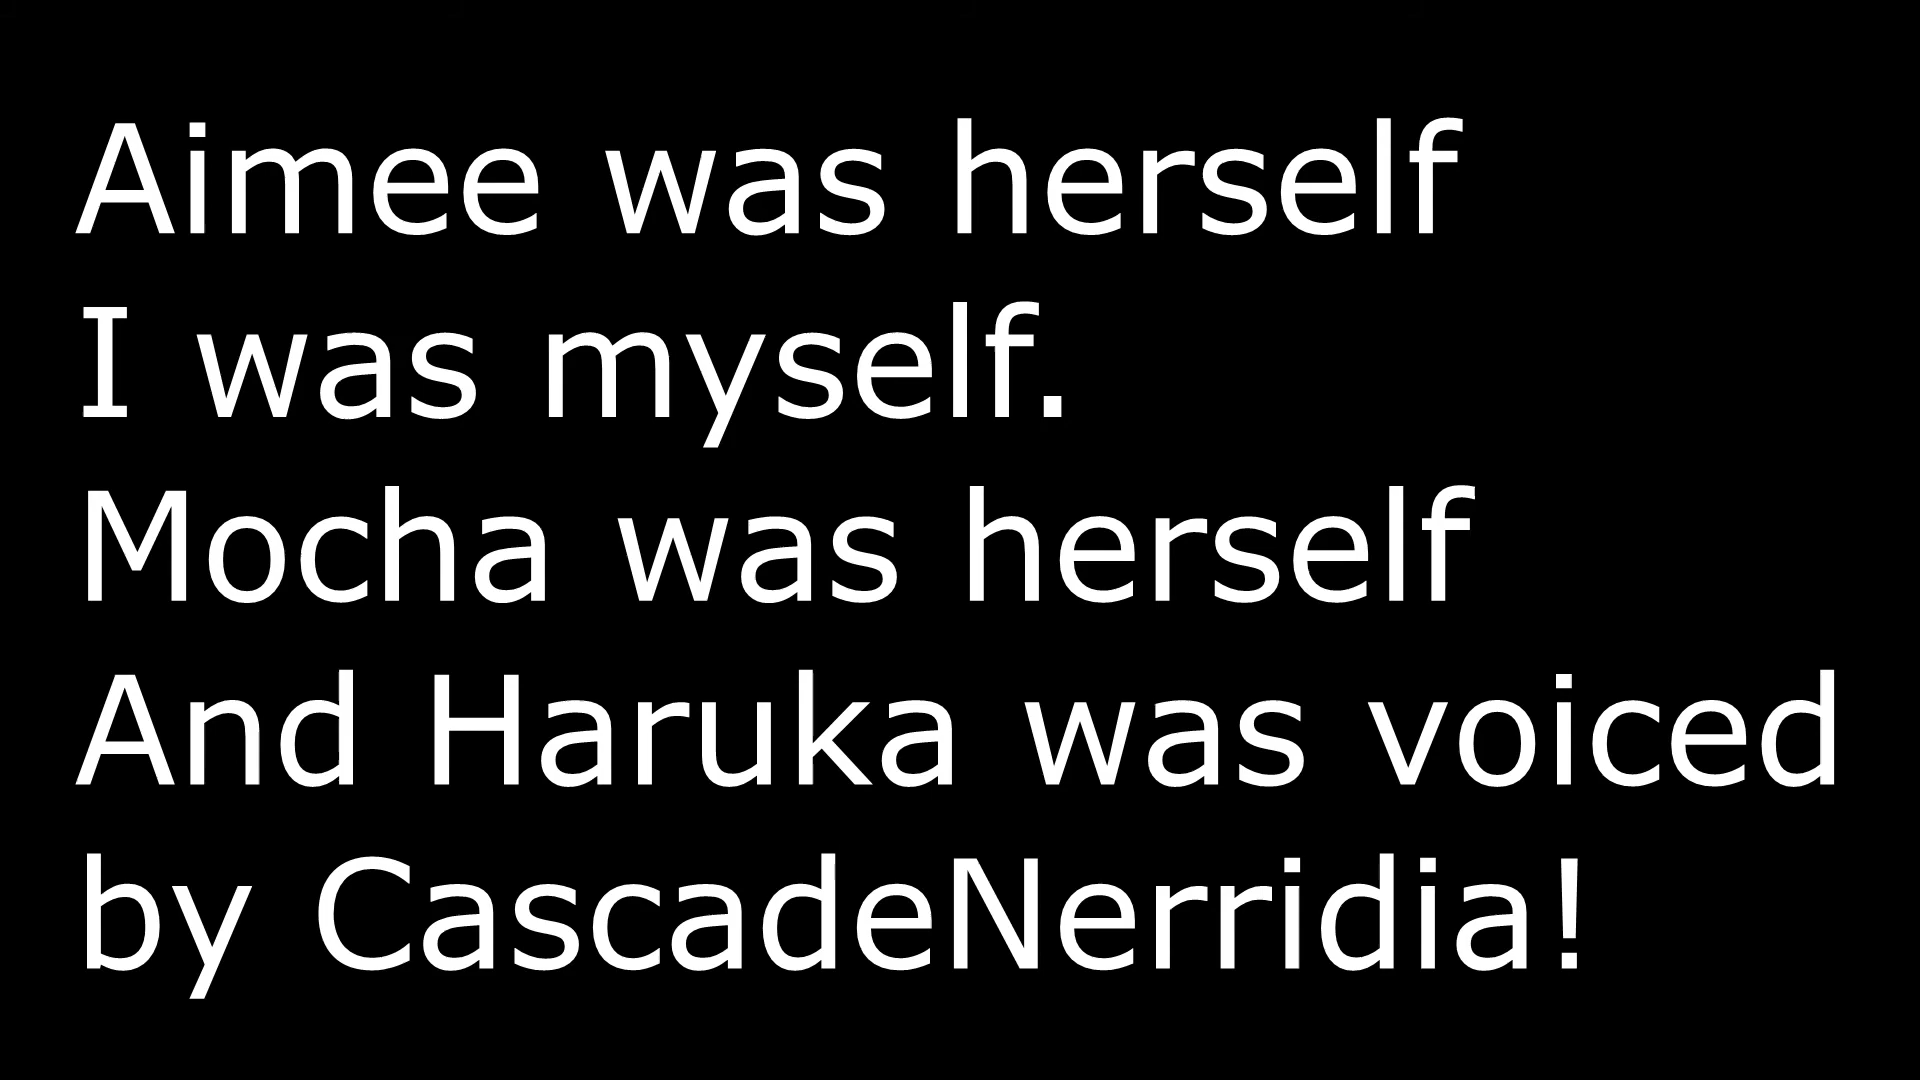 Aimee was herself
I was myself.
Mocha was herself
And Haruka was voiced
by CascadeNerridia!